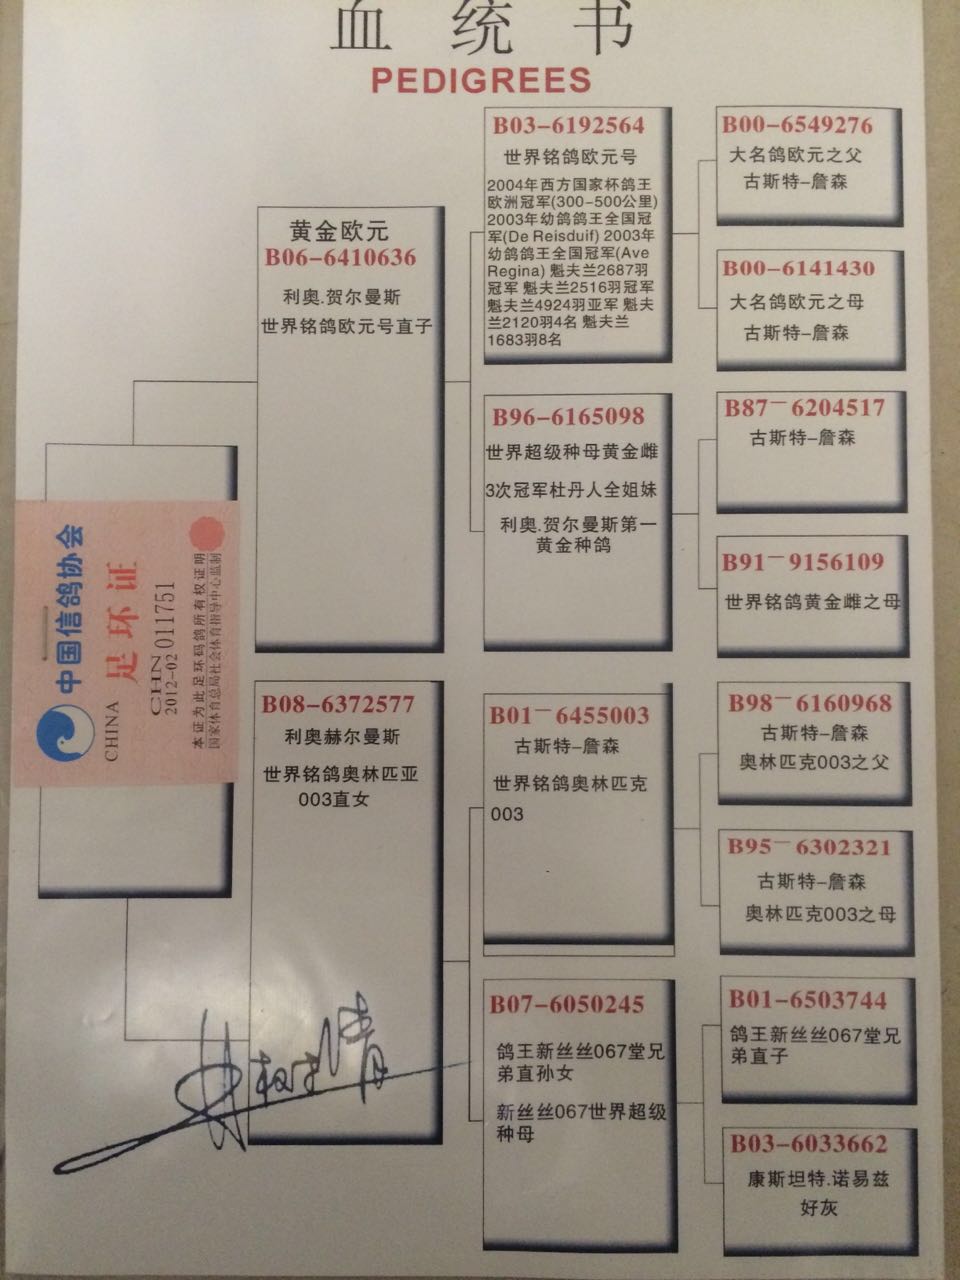 血统书
PEDIGREES
中国信鸽协会
CHINA
足环证
CHN
2012-02 011751
本证为此足环码鸽所有权证明
国家体育总局社会体育指导中心监制
黄金欧元
B06-6410636
利奥.贺尔曼斯
世界铭鸽欧元号直子
B08-6372577
利奥赫尔曼斯
世界铭鸽奥林匹亚
003直女
B03-6192564
世界铭鸽欧元号
2004年西方国家杯鸽王
欧洲冠军(300-500公里)
2003年幼鸽鸽王全国冠
军(De Reisduif) 2003年
幼鸽鸽王全国冠军(Ave
Regina) 魁夫兰2687羽
冠军 魁夫兰2516羽冠军
魁夫兰4924羽亚军 魁夫
兰2120羽4名 魁夫兰
1683羽8名
B96-6165098
世界超级种母黄金雌
3次冠军杜丹人全姐妹
利奥.贺尔曼斯第一
黄金种鸽
B01-6455003
古斯特-詹森
世界铭鸽奥林匹克
003
B07-6050245
鸽王新丝丝067堂兄
弟直孙女
新丝丝067世界超级
种母
B00-6549276
大名鸽欧元之父
古斯特-詹森
B00-6141430
大名鸽欧元之母
古斯特-詹森
B87-6204517
古斯特-詹森
B91-9156109
世界铭鸽黄金雌之母
B98-6160968
古斯特-詹森
奥林匹克003之父
B95-6302321
古斯特-詹森
奥林匹克003之母
B01-6503744
鸽王新丝丝067堂兄
弟直子
B03-6033662
康斯坦特.诺易兹
好灰